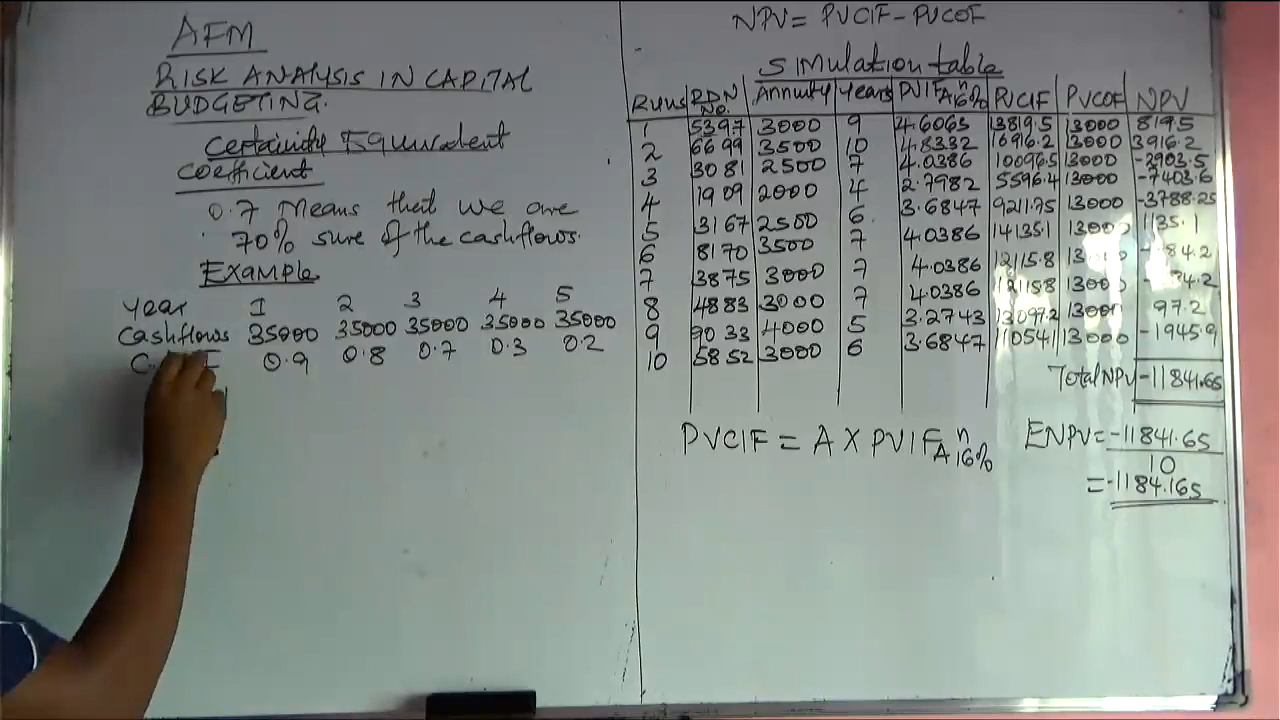 AFM
RISK ANALYSIS IN CAPITAL
BUDGETING.
Certainity Equivalent
Coefficient
0.7 Means that we are
70% sure of the cashflows.
Example
Year 1 2 3 4 5
Cashflows 35000 35000 35000 35000 35000
0.9 0.8 0.7 0.3 0.2
NPV = PVCIF - PVCOF
Simulation table
Runs RDN No. Annuity Years PVIFA n 16% PVCIF PVCOF NPV
1 5397 3000 9 4.6065 13819.5 13000 819.5
2 6699 3500 10 4.8332 16916.2 13000 3916.2
3 3081 2500 7 4.0386 10096.5 13000 -2903.5
4 1909 2000 4 2.7982 5596.4 13000 -7403.6
5 3167 2500 6 3.6847 9211.75 13000 -3788.25
6 8170 3500 7 4.0386 14135.1 13000 1135.1
7 3875 3000 7 4.0386 12115.8
8 4883 3000 7 4.0386 12115.8 13000
9 9033 4000 5 3.2743 13097.2 13000 97.2
10 5852 3000 6 3.6847 11054.1 13000 -1945.9
Total NPV -11841.65
PVCIF = A X PVIFA n 16%
ENPV = -11841.65
10
= -1184.165